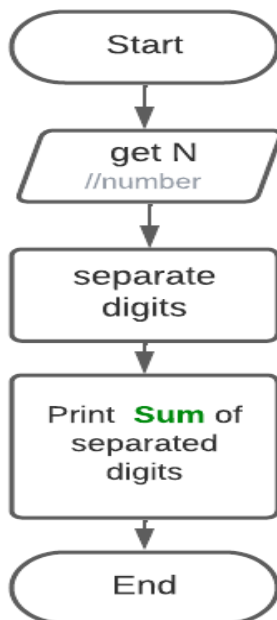 Start
get N
//number
separate
digits
Print Sum of
separated
digits
End